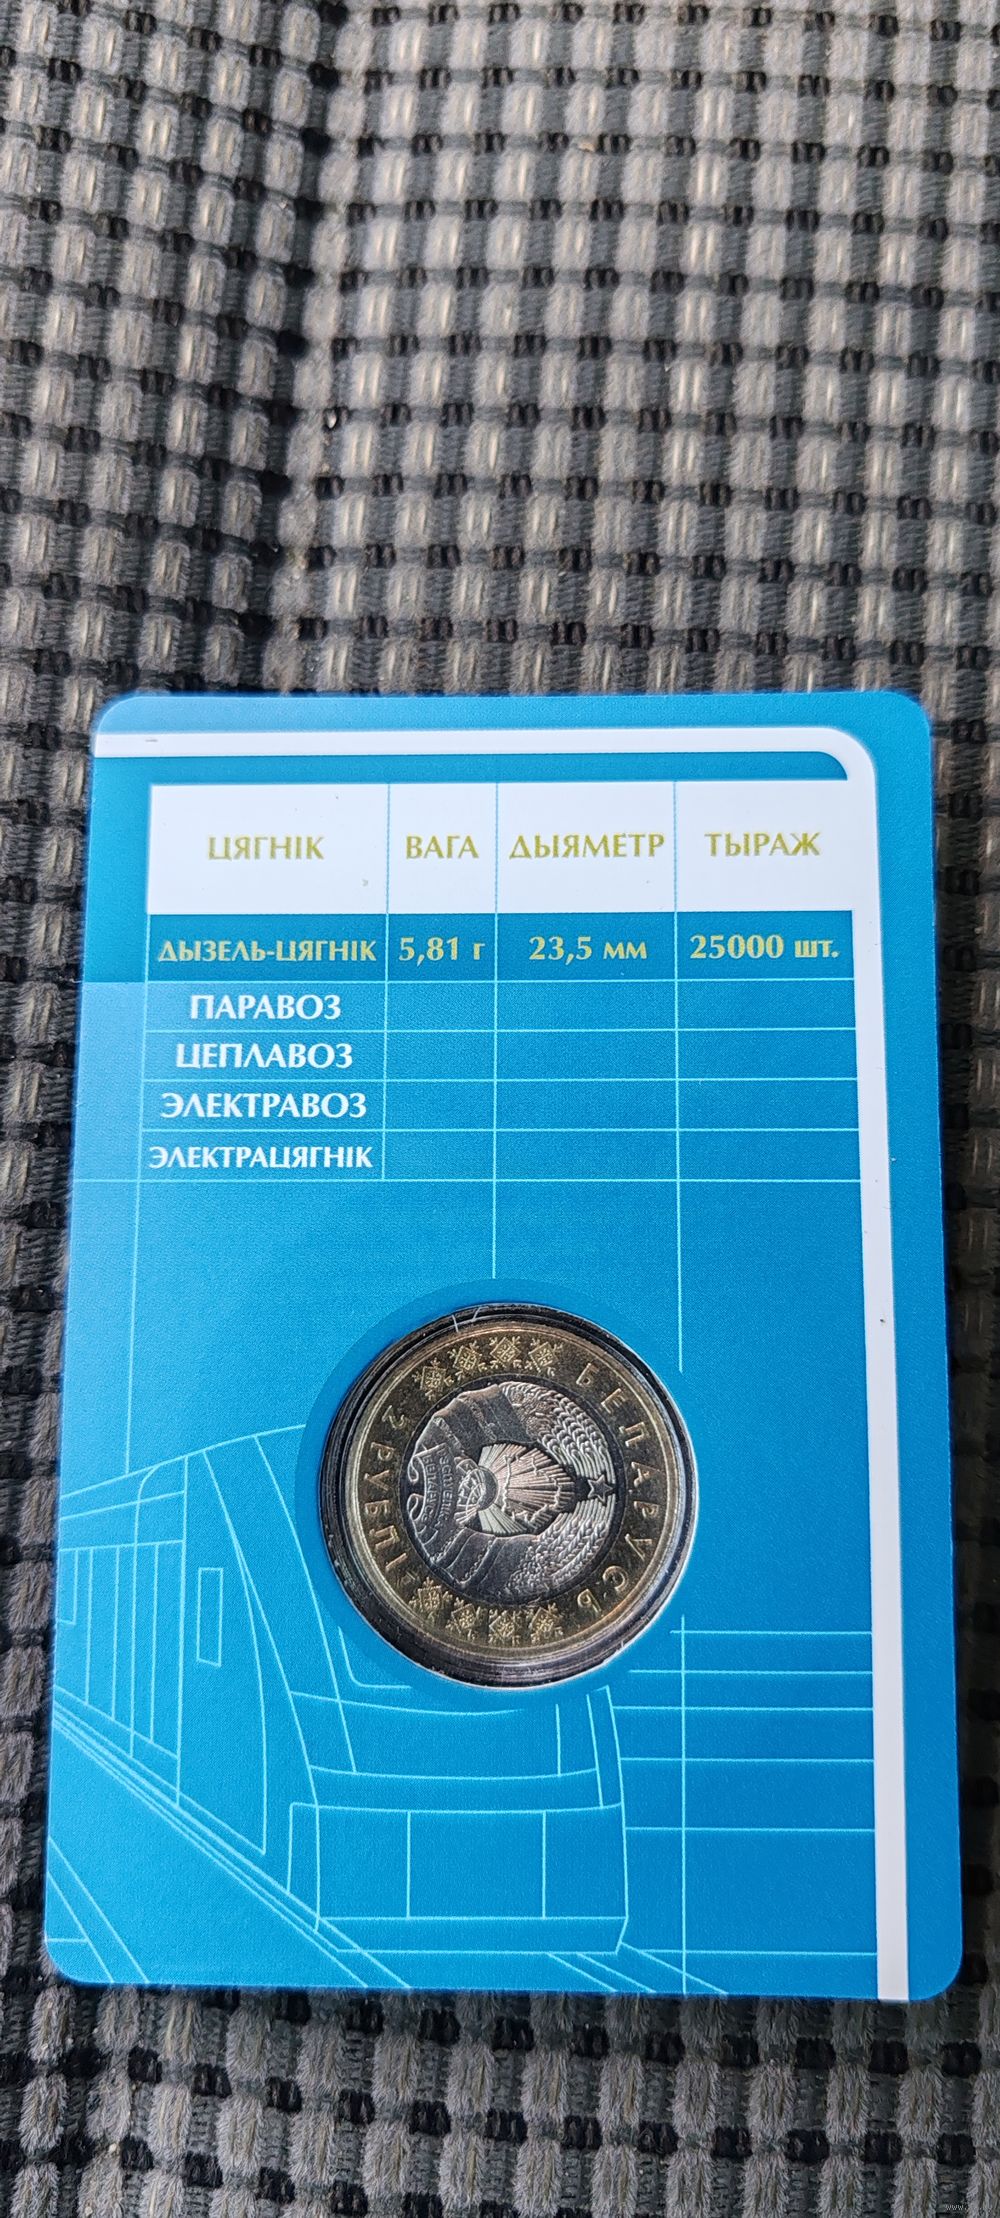 ЦЯГНІК ВАГА ДЫЯМЕТР ТЫРАЖ
ДЫЗЕЛЬ-ЦЯГНІК 5,81 г 23,5 мм 25000 шт.
ПАРАВОЗ
ЦЕПЛАВОЗ
ЭЛЕКТРАВОЗ
ЭЛЕКТРАЦЯГНІК
БЕЛАРУСЬ
2 РУБЛІ